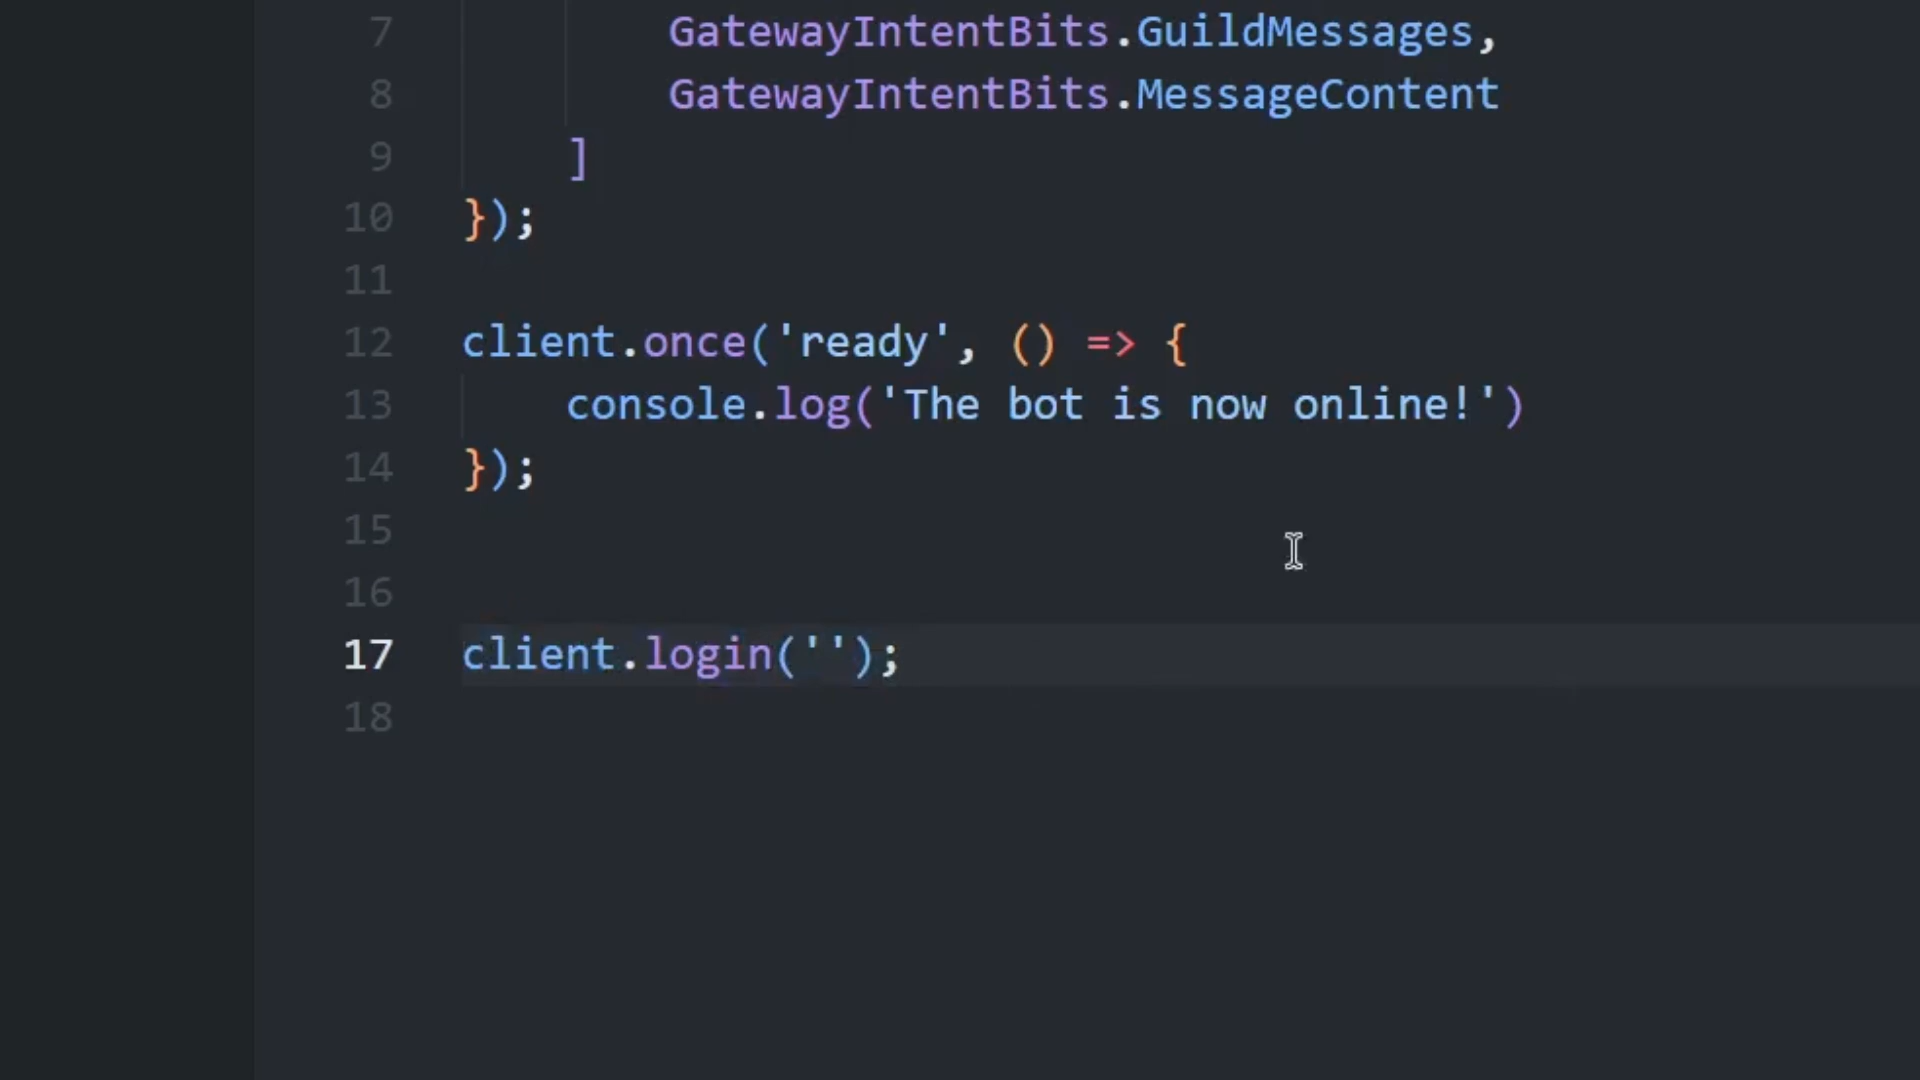 7 GatewayIntentBits.GuildMessages,
8 GatewayIntentBits.MessageContent
9 ]
10 });
11
12 client.once('ready', () => {
13 console.log('The bot is now online!')
14 });
15
16
17 client.login('');
18